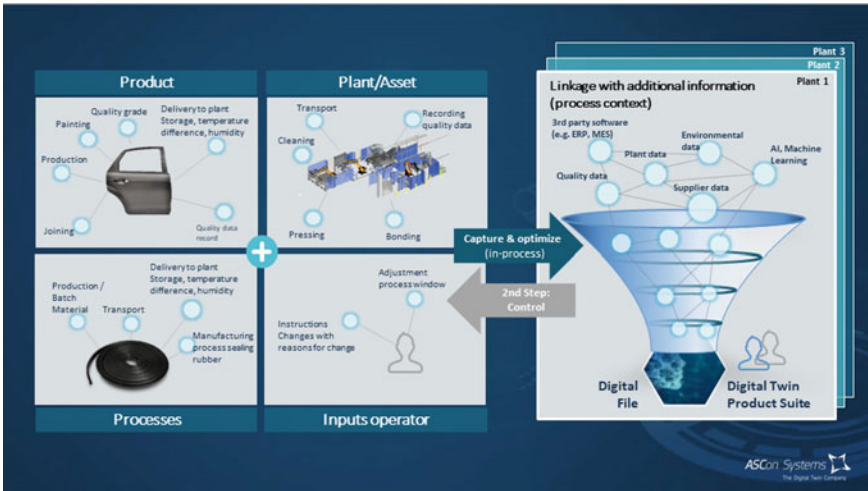 Product
Quality grade
Delivery to plant
Storage, temperature
difference, humidity
Painting
Production
Joining
Quality data
record
Plant/Asset
Transport
Recording
quality data
Cleaning
Pressing
Bonding
Production /
Batch
Material
Transport
Delivery to plant
Storage, temperature
difference, humidity
Manufacturing
process sealing
rubber
Processes
Adjustment
process window
Instructions
Changes with
reasons for change
Inputs operator
Capture & optimize
(in-process)
2nd Step:
Control
Plant 3
Plant 2
Plant 1
Linkage with additional information
(process context)
3rd party software
(e.g. ERP, MES)
Environmental
data
Plant data
AI, Machine
Learning
Quality data
Supplier data
Digital
File
Digital Twin
Product Suite
ASCon Systems
The Digital Twin Company